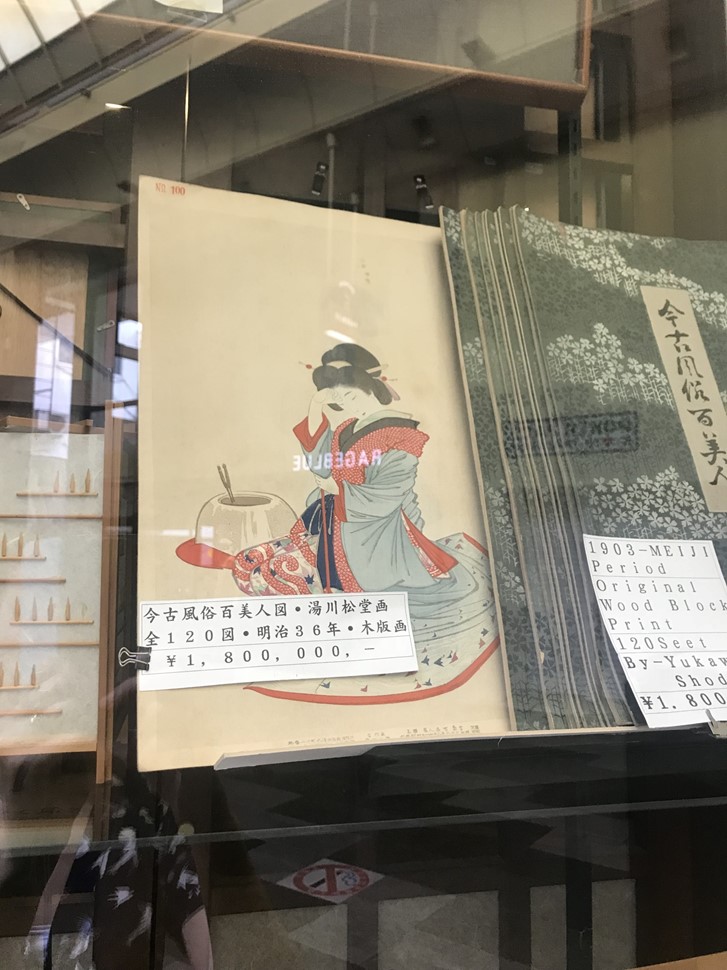 NO 100
今古風俗百美人
RAGEBLUE
今古風俗百美人図・湯川松堂画
全120図・明治36年・木版画
¥1,800,000,-
1903-MEIJI
Period
Original
Wood Block
Print
120Seet
By-Yukaw
Shod
¥1.800